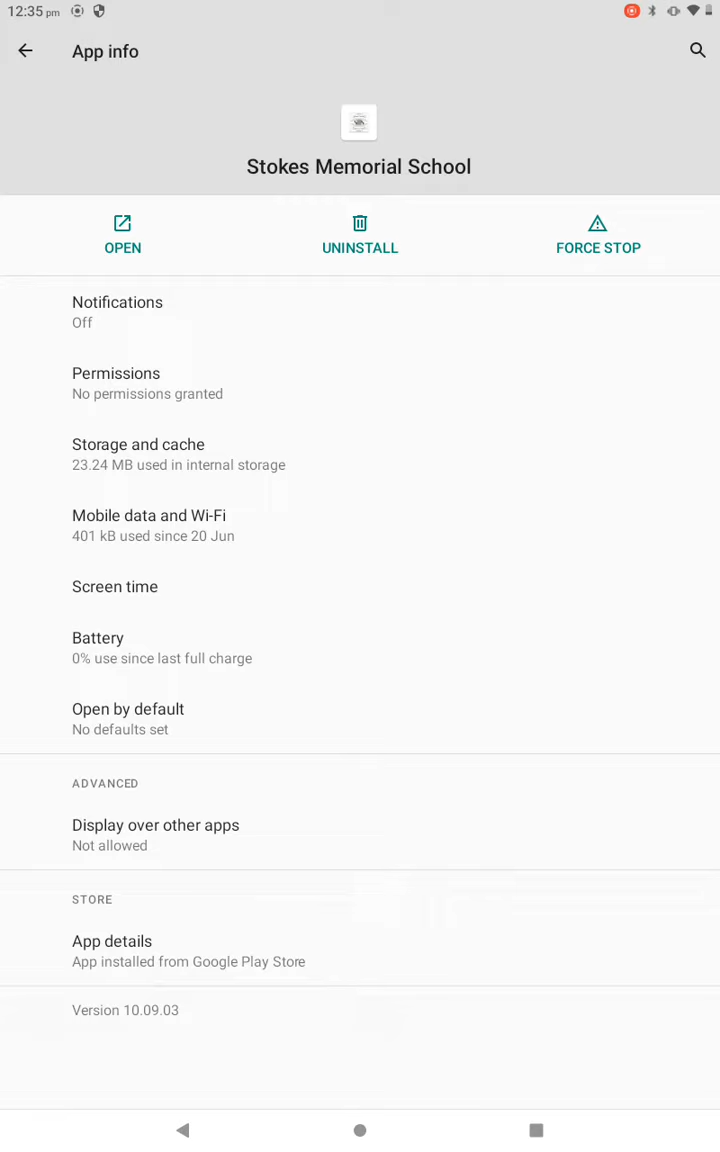 12:35 pm
App info
Stokes Memorial School
OPEN
UNINSTALL
FORCE STOP
Notifications
Off
Permissions
No permissions granted
Storage and cache
23.24 MB used in internal storage
Mobile data and Wi-Fi
401 kB used since 20 Jun
Screen time
Battery
0% use since last full charge
Open by default
No defaults set
ADVANCED
Display over other apps
Not allowed
STORE
App details
App installed from Google Play Store
Version 10.09.03